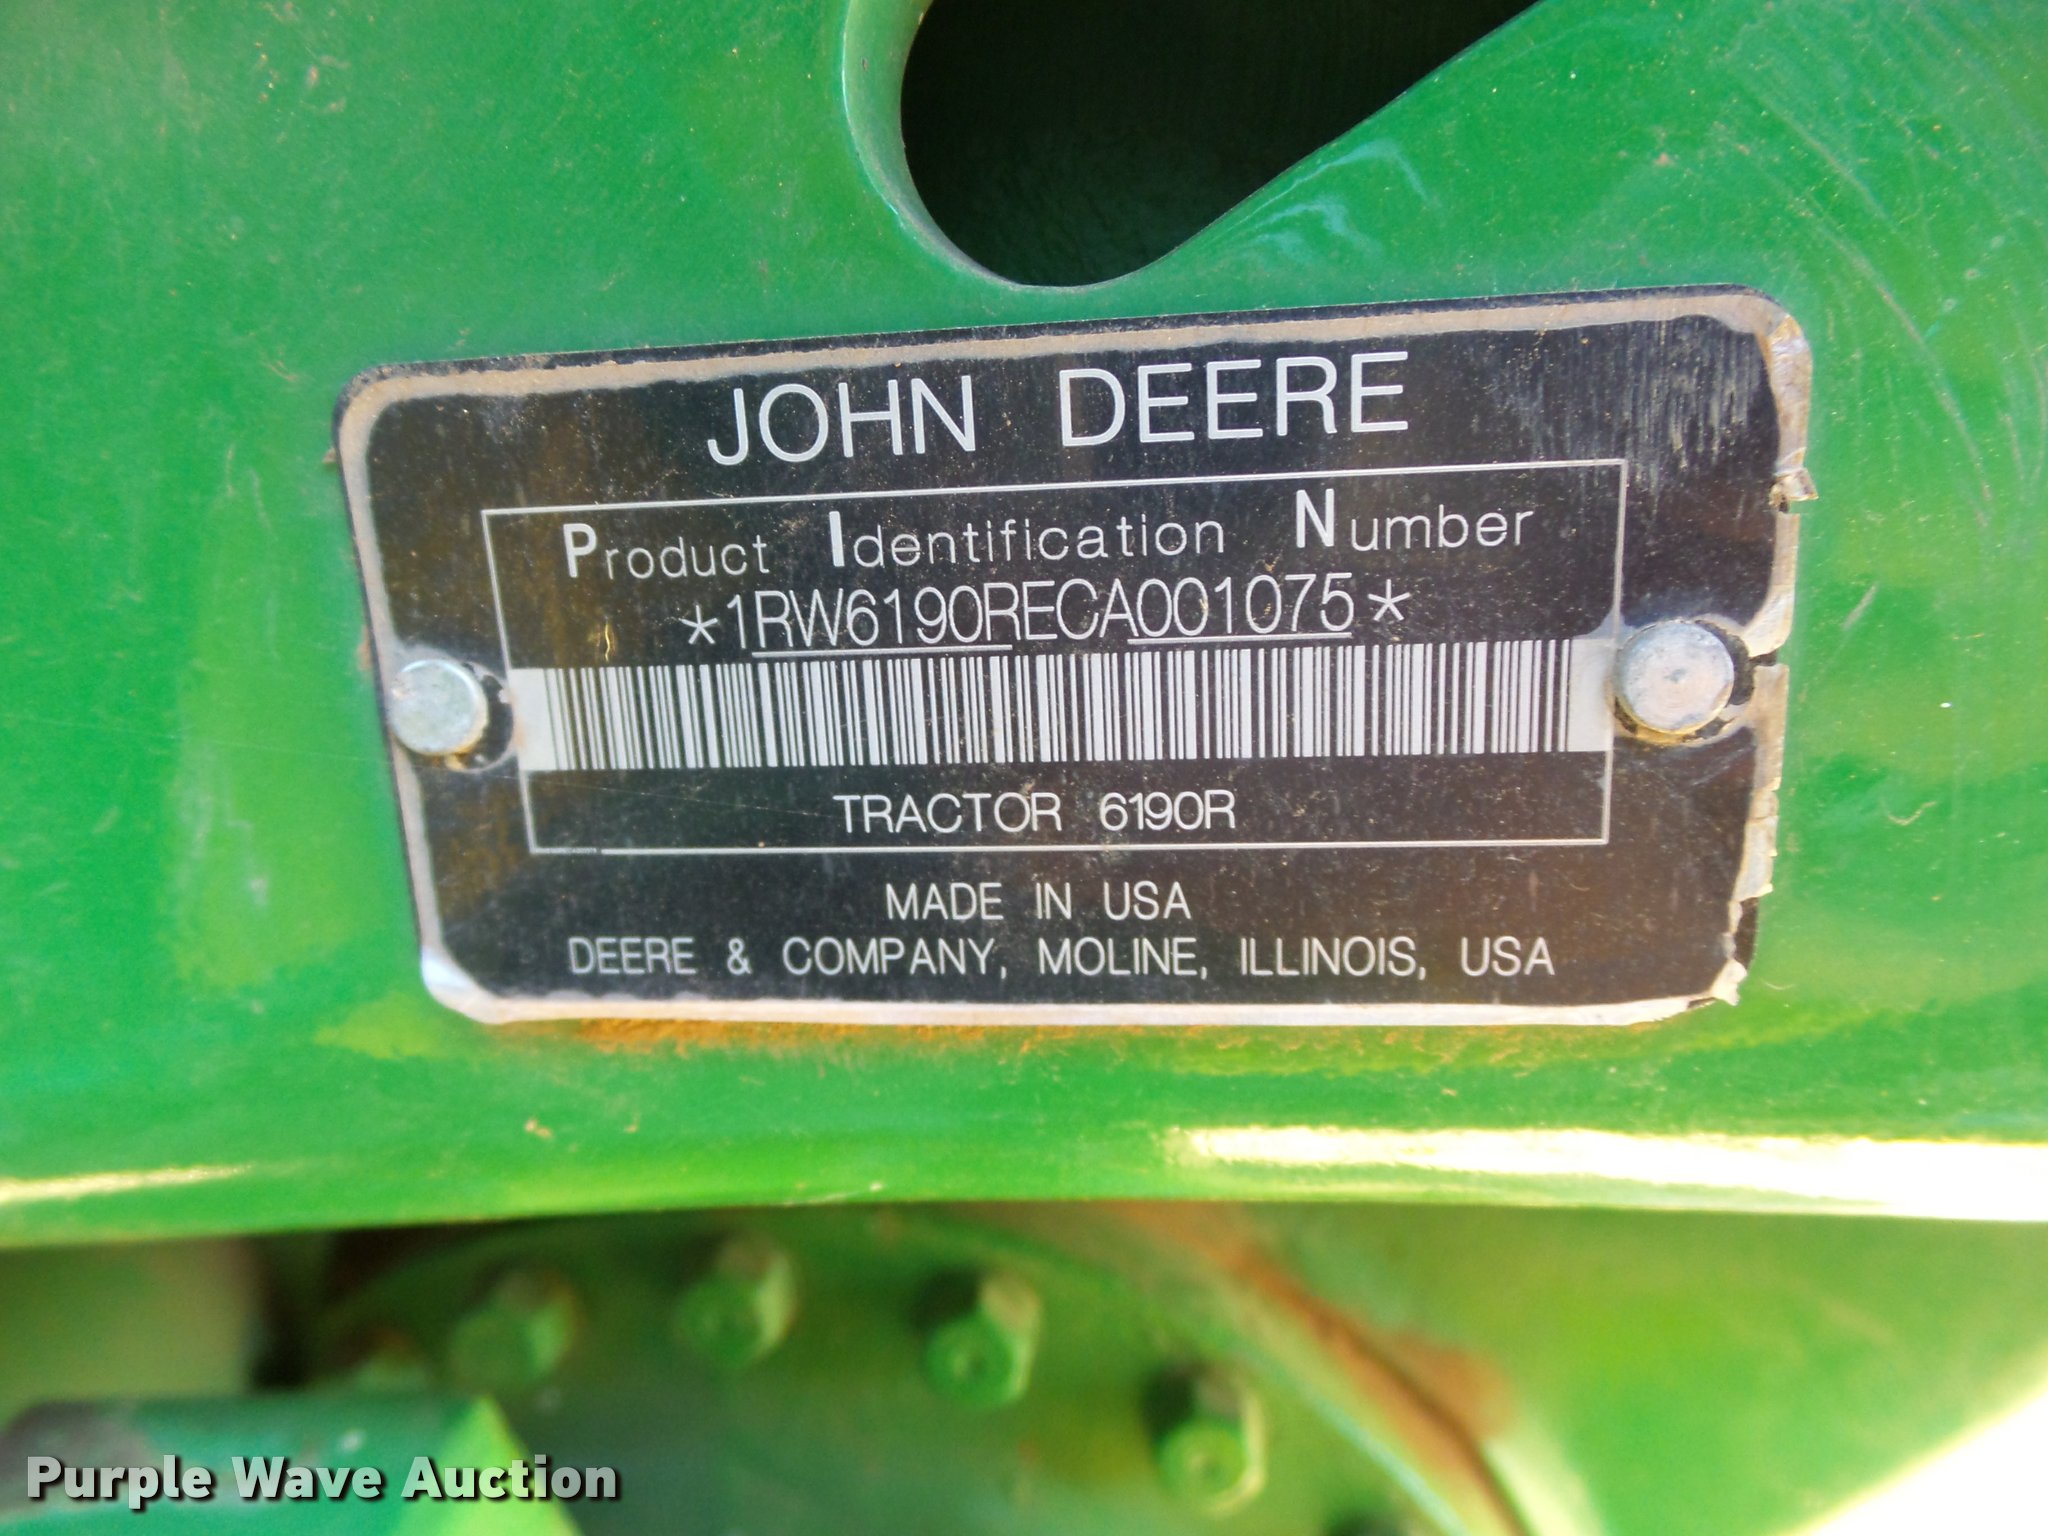 JOHN DEERE
Product Identification Number
*1RW6190RECA001075*
TRACTOR 6190R
MADE IN USA
DEERE & COMPANY, MOLINE, ILLINOIS, USA
Purple Wave Auction